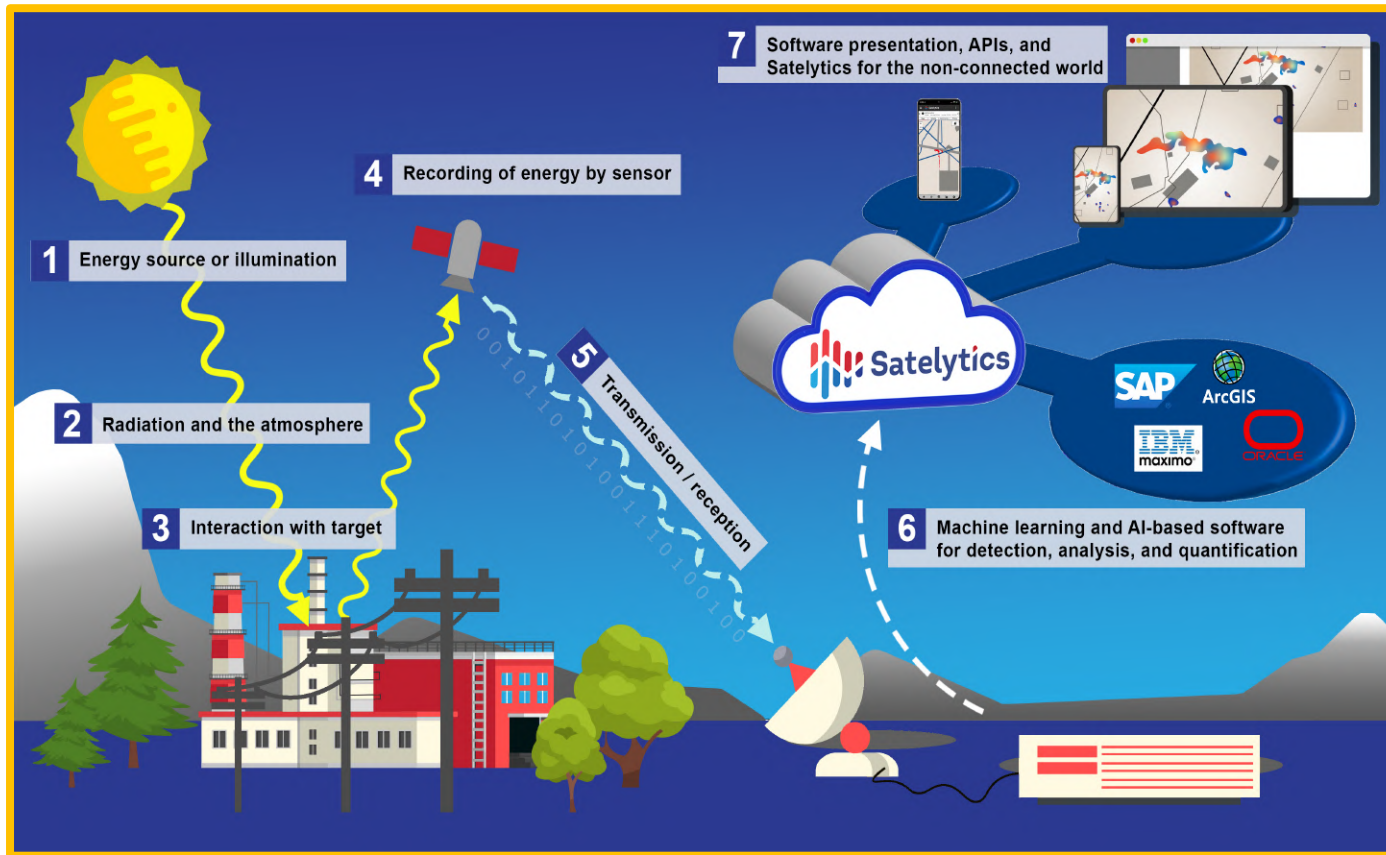 7 Software presentation, APIs, and
Satelytics for the non-connected world
4 Recording of energy by sensor
1 Energy source or illumination
2 Radiation and the atmosphere
3 Interaction with target
5 Transmission / reception
0010110101010011101000100
Satelytics
SAP
ArcGIS
IBM
maximo
ORACLE
6 Machine learning and AI-based software
for detection, analysis, and quantification